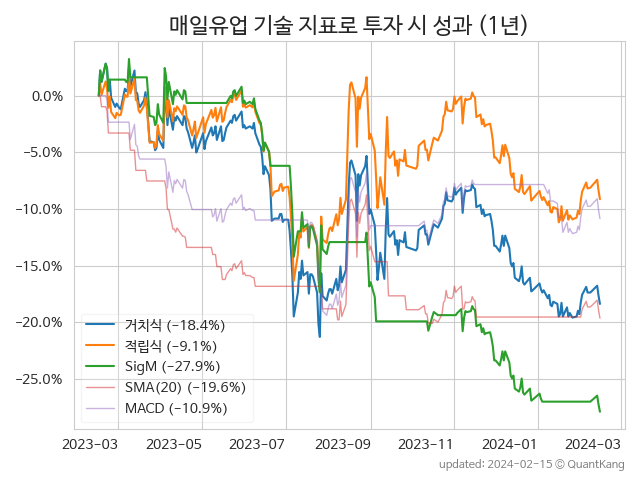 매일유업 기술 지표로 투자 시 성과 (1년)
0.0%
−5.0%
−10.0%
−15.0%
−20.0%
−25.0%
거치식 (−18.4%)
적립식 (−9.1%)
SigM (−27.9%)
SMA(20) (−19.6%)
MACD (−10.9%)
2023-03 2023-05 2023-07 2023-09 2023-11 2024-01 2024-03
updated: 2024-02-15 ⓒ QuantKang